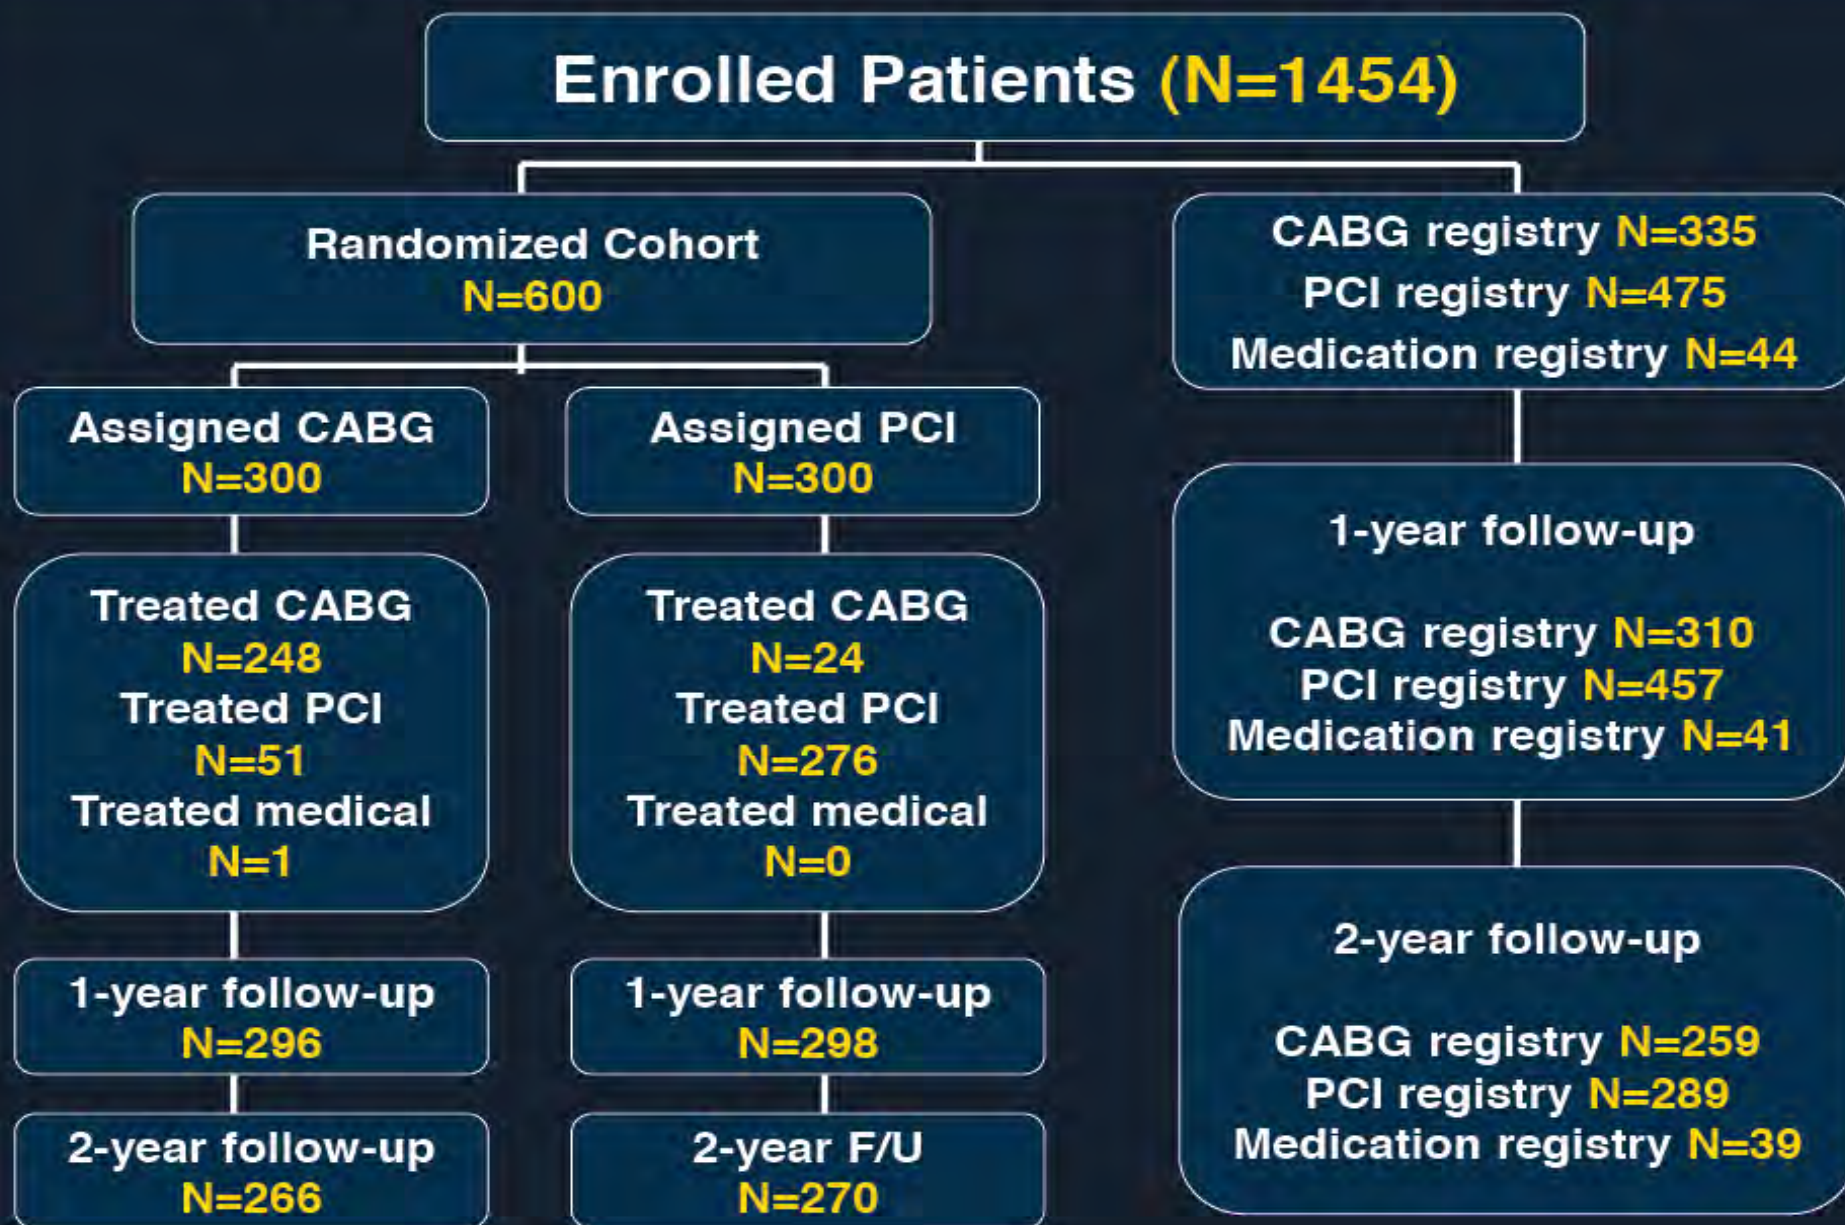 Enrolled Patients (N=1454)
Randomized Cohort
N=600
CABG registry N=335
PCI registry N=475
Medication registry N=44
Assigned CABG
N=300
Assigned PCI
N=300
Treated CABG
N=248
Treated PCI
N=51
Treated medical
N=1
Treated CABG
N=24
Treated PCI
N=276
Treated medical
N=0
1-year follow-up
CABG registry N=310
PCI registry N=457
Medication registry N=41
1-year follow-up
N=296
1-year follow-up
N=298
2-year follow-up
CABG registry N=259
PCI registry N=289
Medication registry N=39
2-year follow-up
N=266
2-year F/U
N=270